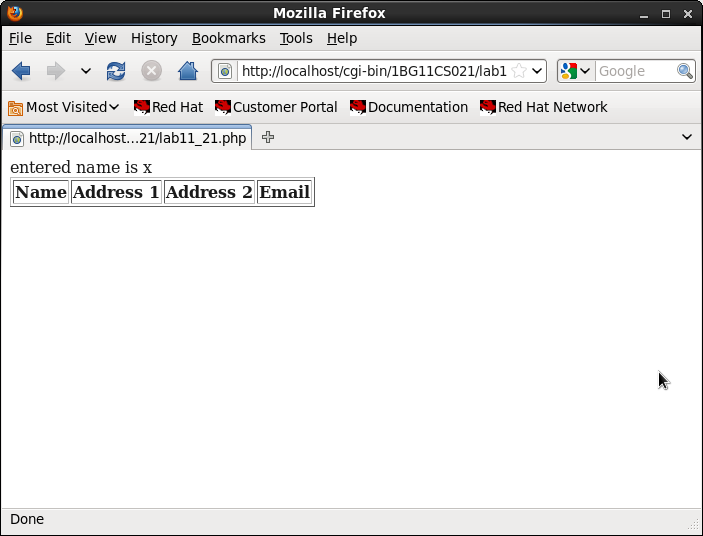 Mozilla Firefox
File Edit View History Bookmarks Tools Help
http://localhost/cgi-bin/1BG11CS021/lab1 Google
Most Visited Red Hat Customer Portal Documentation Red Hat Network
http://localhost...21/lab11_21.php
entered name is x
Name Address 1 Address 2 Email
Done